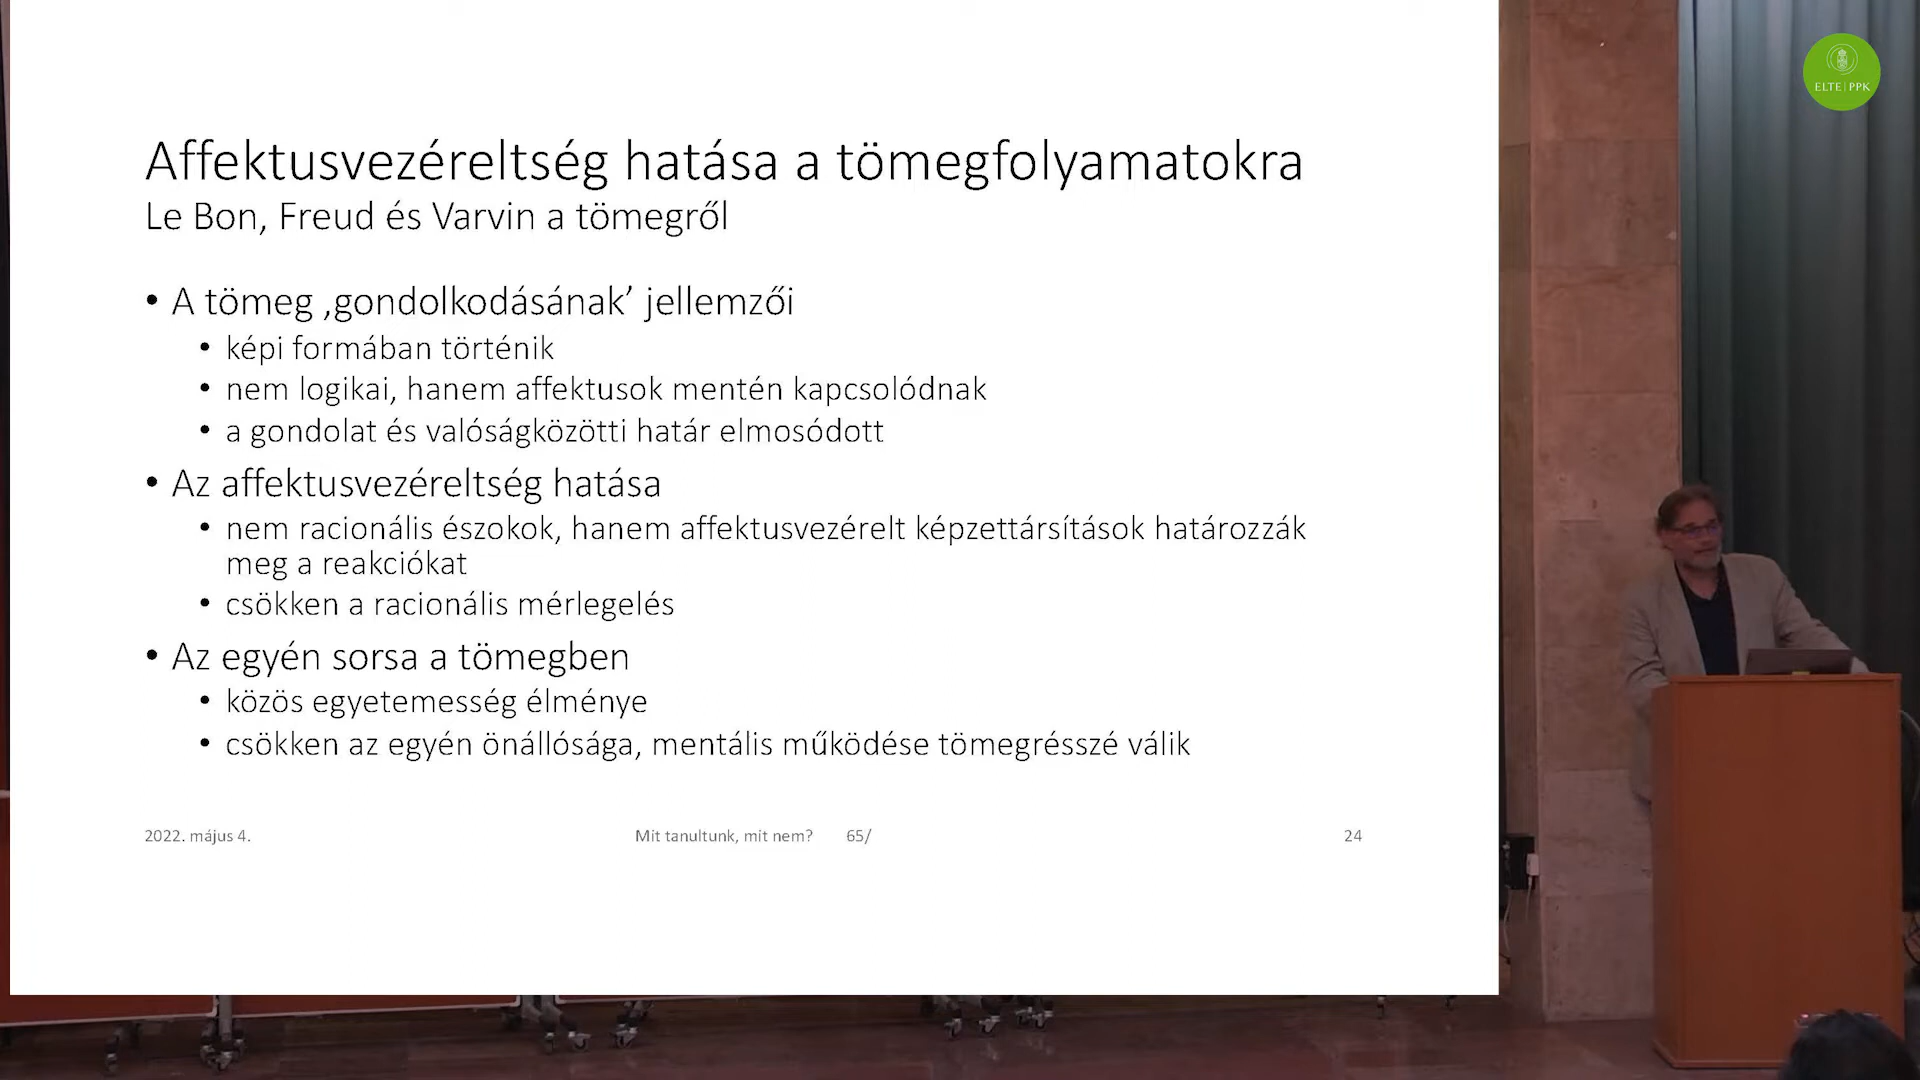 Affektusvezéreltség hatása a tömegfolyamatokra
Le Bon, Freud és Varvin a tömegről
• A tömeg ‚gondolkodásának’ jellemzői
• képi formában történik
• nem logikai, hanem affektusok mentén kapcsolódnak
• a gondolat és valóságközötti határ elmosódott
• Az affektusvezéreltség hatása
• nem racionális észokok, hanem affektusvezérelt képzettársítások határozzák
meg a reakciókat
• csökken a racionális mérlegelés
• Az egyén sorsa a tömegben
• közös egyetemesség élménye
• csökken az egyén önállósága, mentális működése tömegrésszé válik
2022. május 4.
Mit tanultunk, mit nem? 65/
24
ELTE | PPK